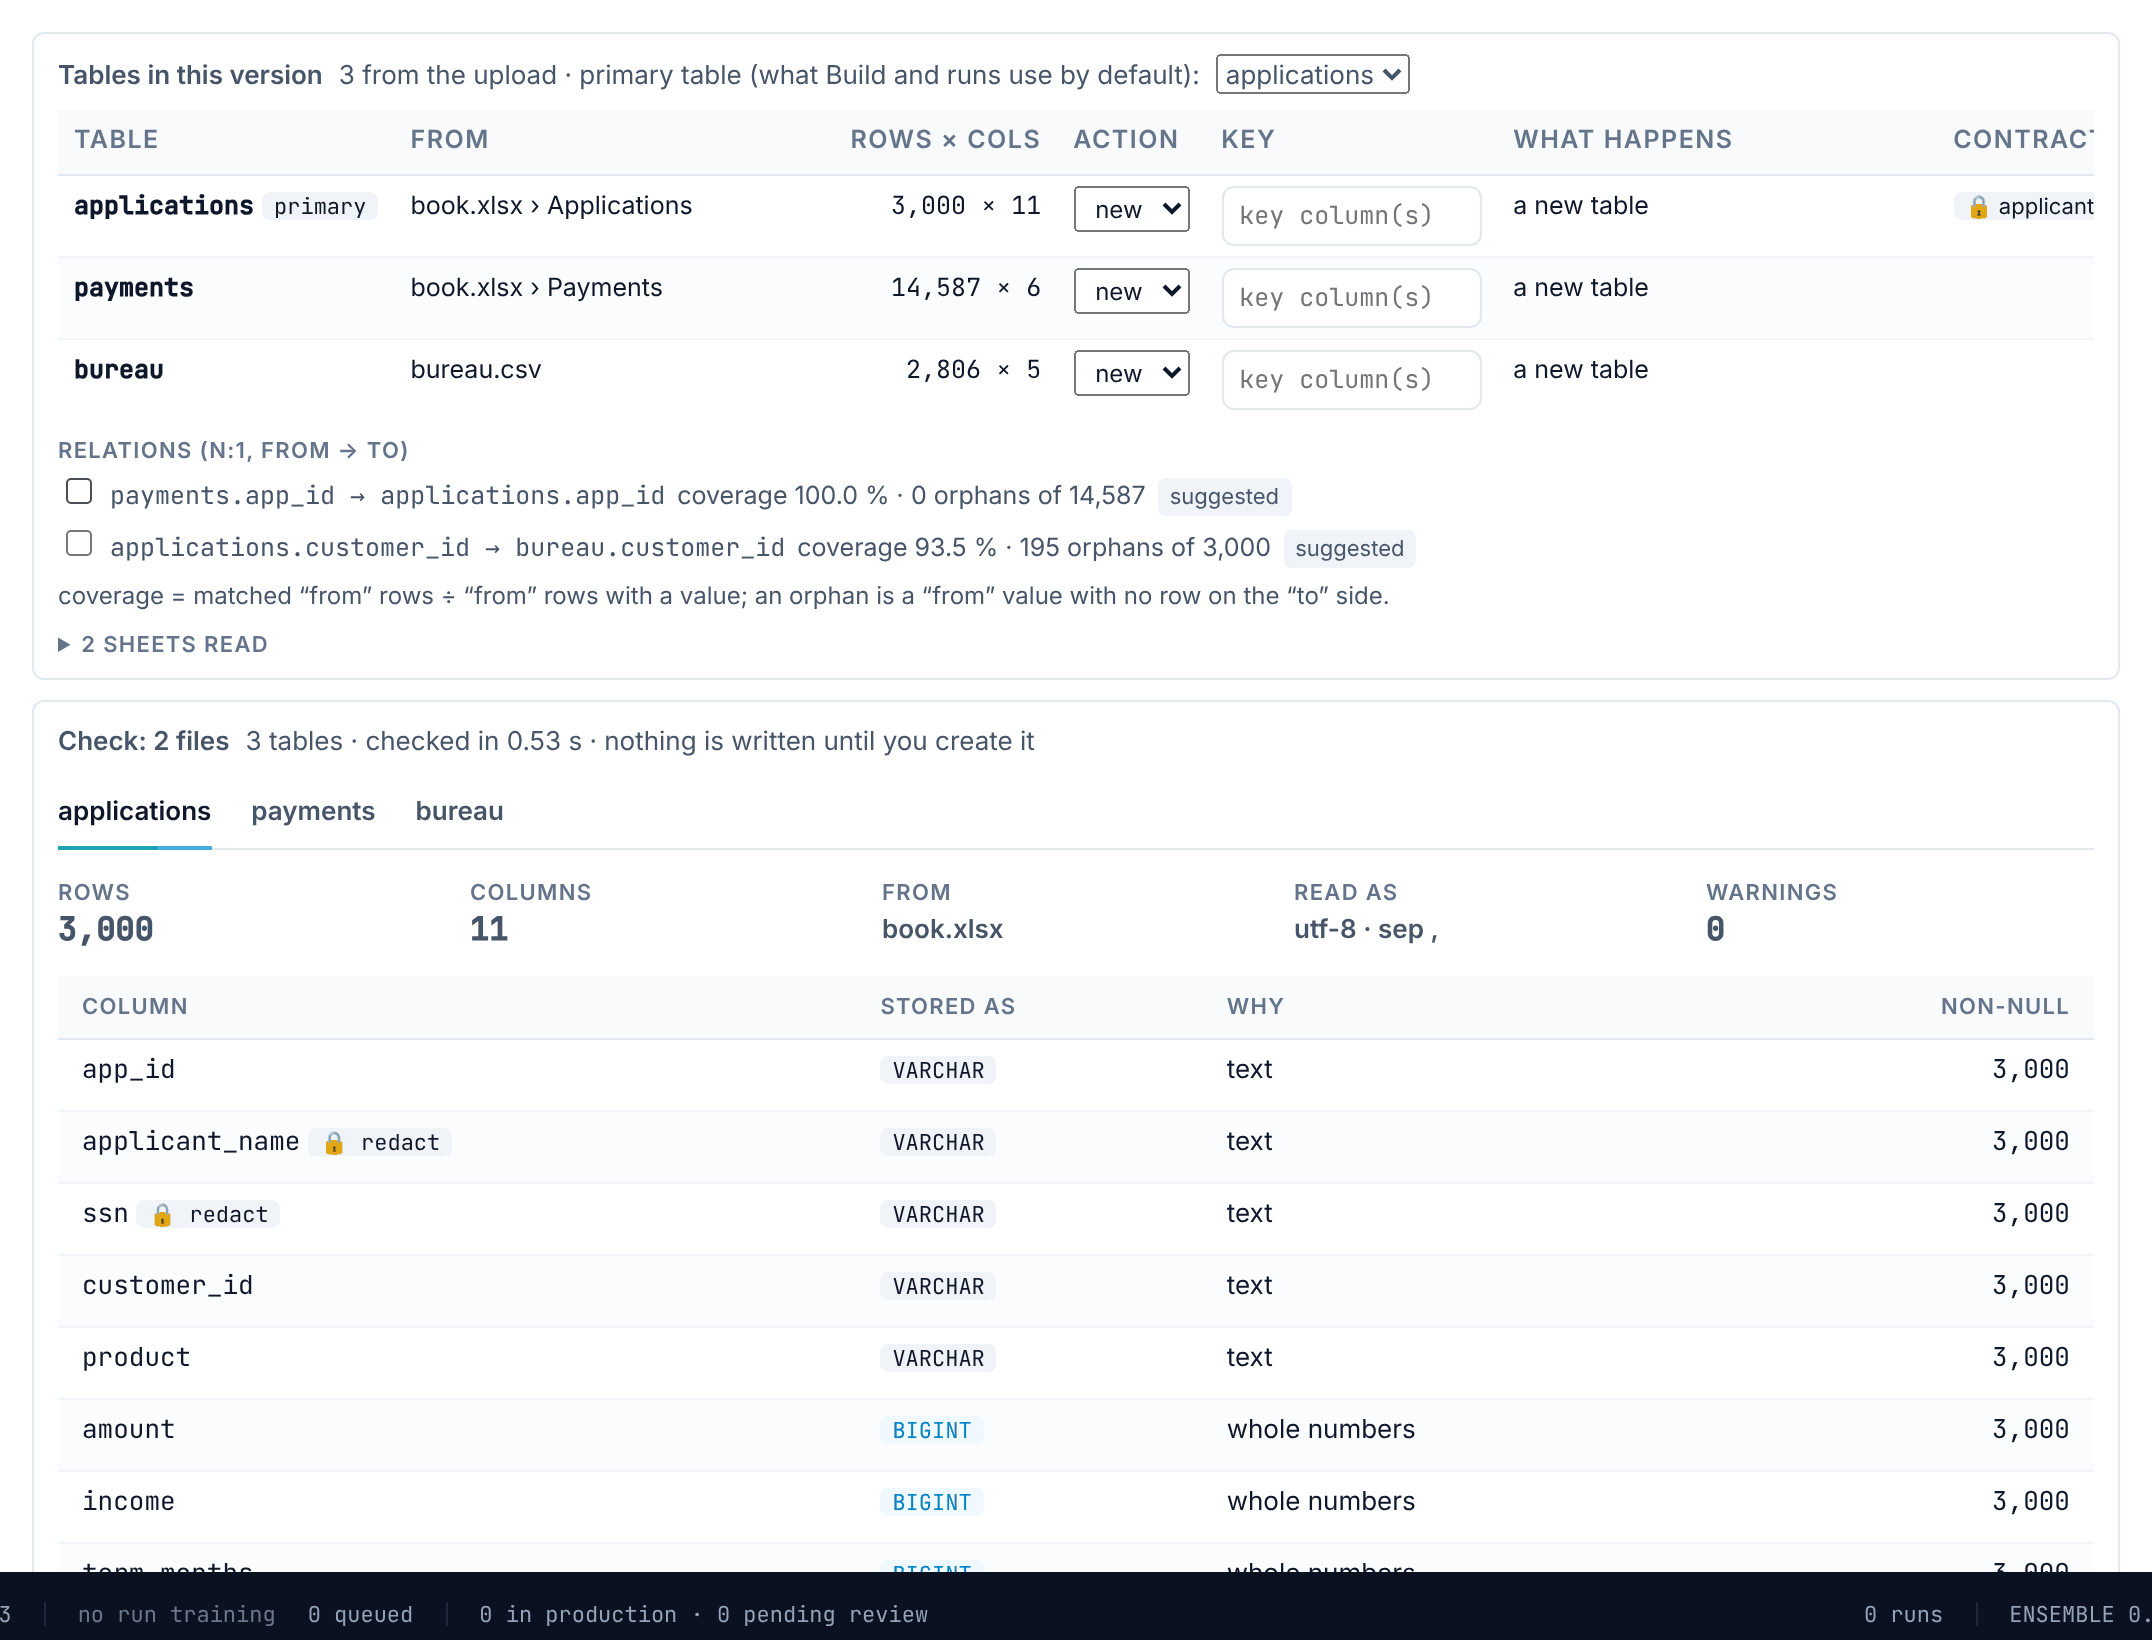 Tables in this version 3 from the upload · primary table (what Build and runs use by default): applications
TABLE FROM ROWS × COLS ACTION KEY WHAT HAPPENS CONTRACT
applications primary book.xlsx › Applications 3,000 × 11 new key column(s) a new table 🔒 applicant
payments book.xlsx › Payments 14,587 × 6 new key column(s) a new table
bureau bureau.csv 2,806 × 5 new key column(s) a new table
RELATIONS (N:1, FROM → TO)
payments.app_id → applications.app_id coverage 100.0 % · 0 orphans of 14,587 suggested
applications.customer_id → bureau.customer_id coverage 93.5 % · 195 orphans of 3,000 suggested
coverage = matched “from” rows ÷ “from” rows with a value; an orphan is a “from” value with no row on the “to” side.
▶ 2 SHEETS READ
Check: 2 files 3 tables · checked in 0.53 s · nothing is written until you create it
applications payments bureau
ROWS COLUMNS FROM READ AS WARNINGS
3,000 11 book.xlsx utf-8 · sep , 0
COLUMN STORED AS WHY NON-NULL
app_id VARCHAR text 3,000
applicant_name 🔒 redact VARCHAR text 3,000
ssn 🔒 redact VARCHAR text 3,000
customer_id VARCHAR text 3,000
product VARCHAR text 3,000
amount BIGINT whole numbers 3,000
income BIGINT whole numbers 3,000
term_months BIGINT whole numbers 3,000
3 no run training 0 queued 0 in production · 0 pending review 0 runs ENSEMBLE 0.